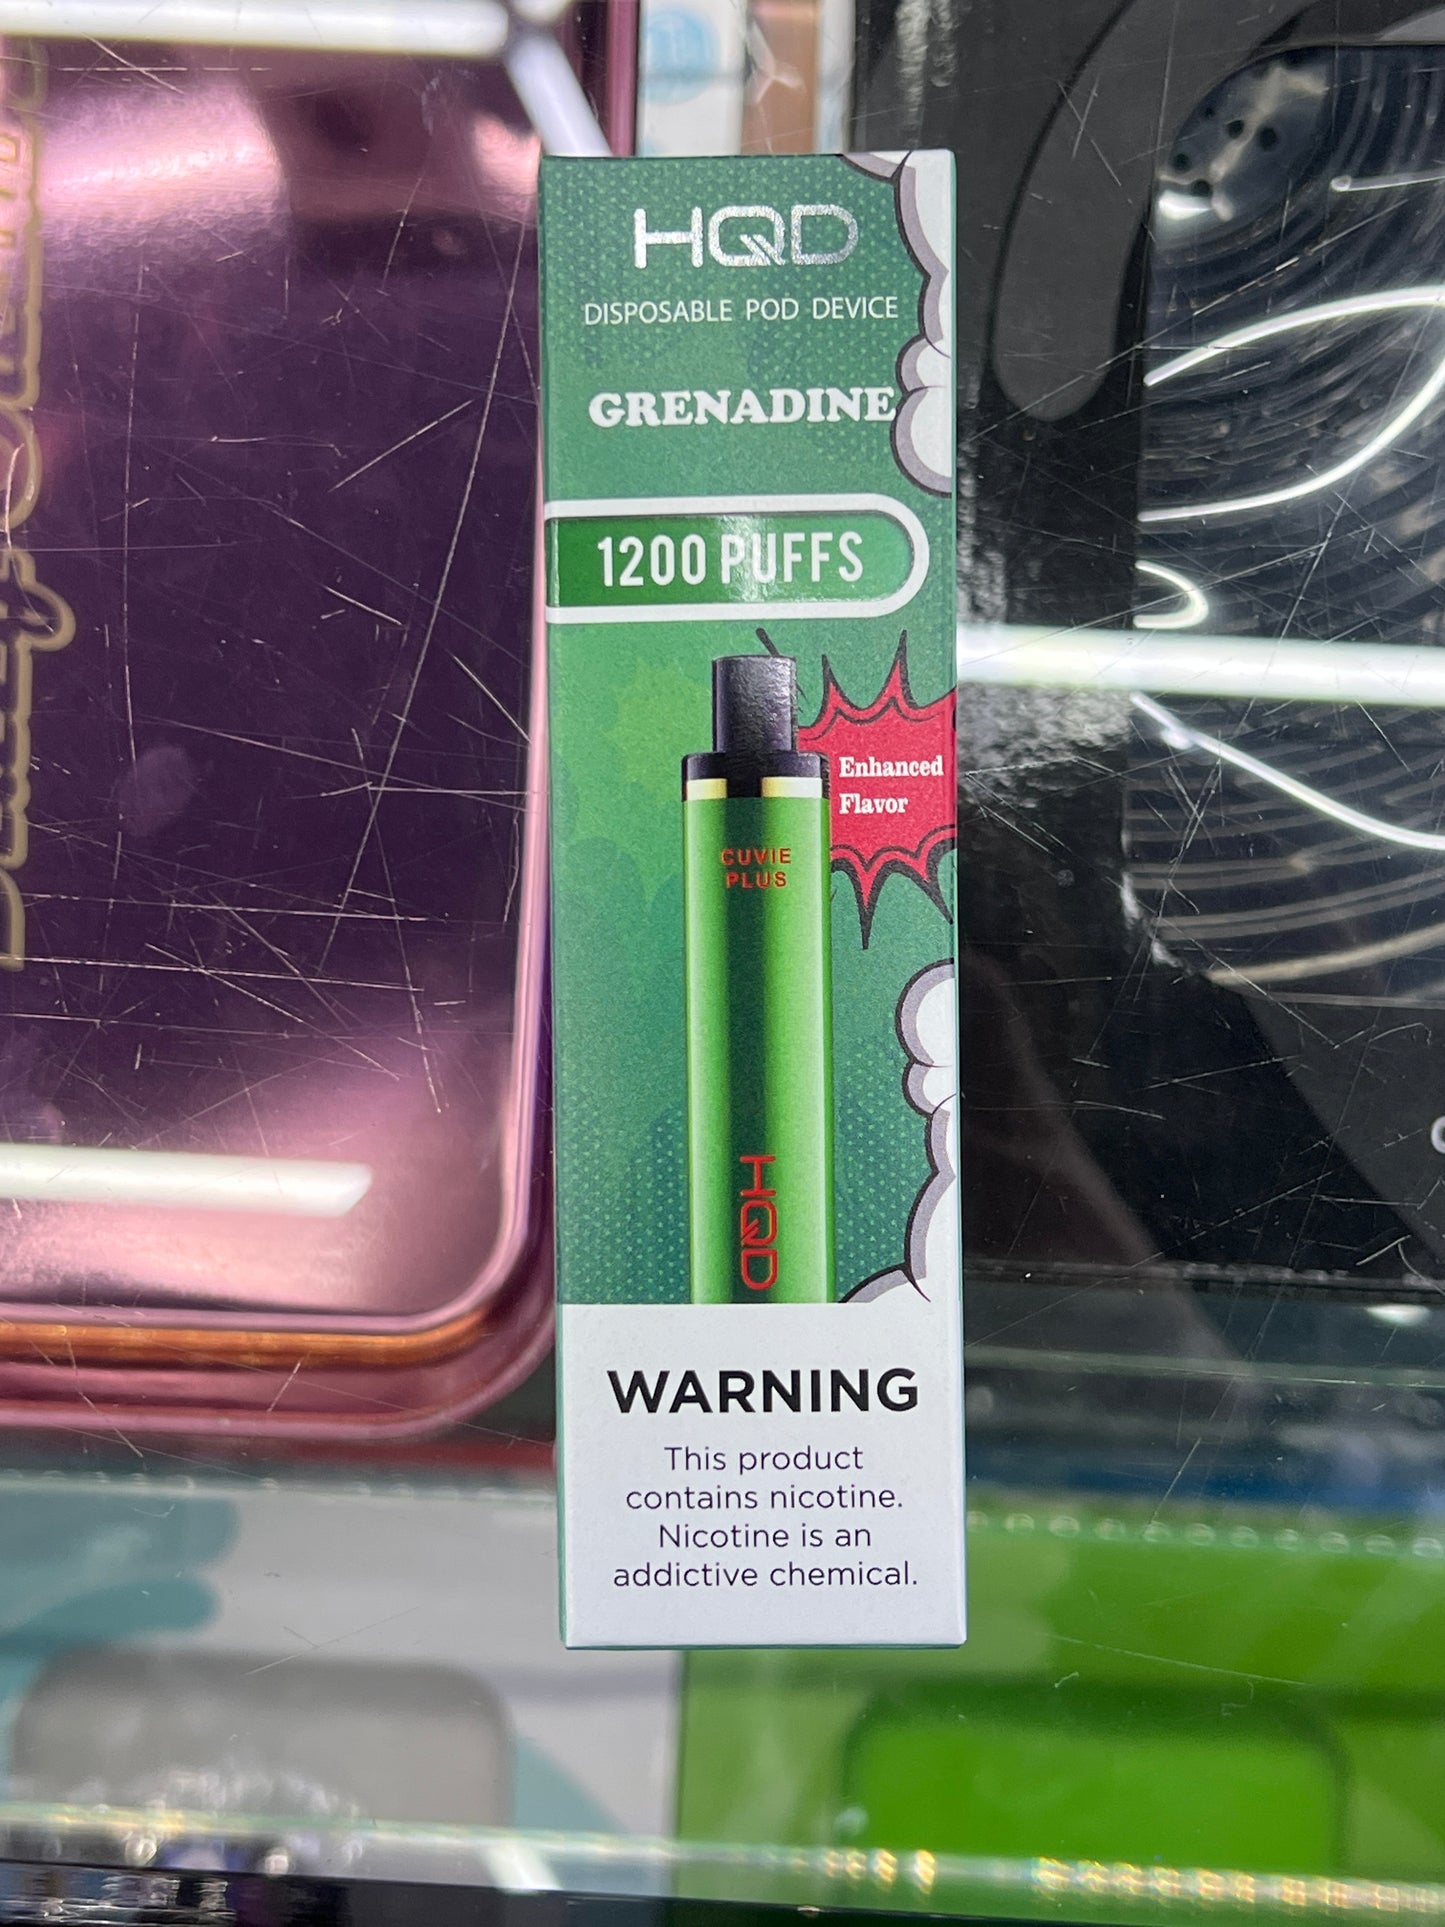 HQD
DISPOSABLE POD DEVICE
GRENADINE
1200 PUFFS
Enhanced
Flavor
CUVIE
PLUS
HQD
WARNING
This product
contains nicotine.
Nicotine is an
addictive chemical.